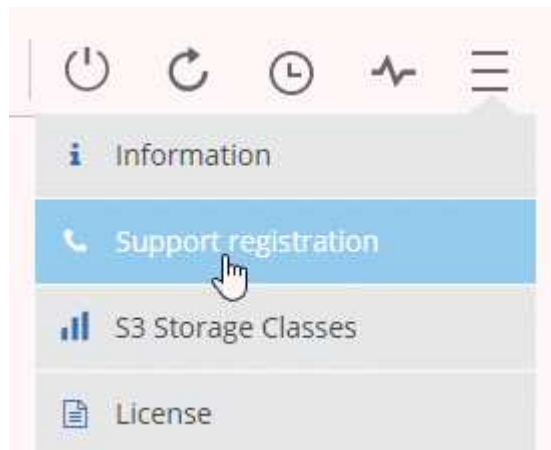 Information
Support registration
S3 Storage Classes
License